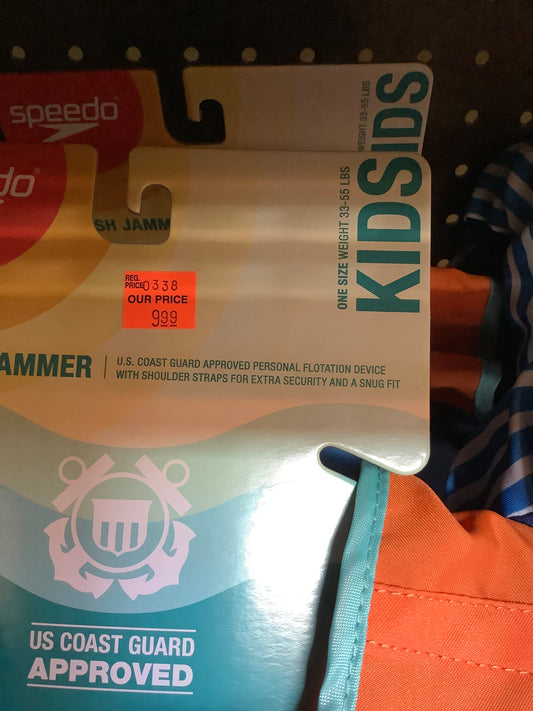 speedo
KIDS
WEIGHT 33-55 LBS
do
SH JAMM
KIDS
ONE SIZE WEIGHT 33-55 LBS
REG.
PRICE 0338
OUR PRICE
9.99
AMMER
U.S. COAST GUARD APPROVED PERSONAL FLOTATION DEVICE
WITH SHOULDER STRAPS FOR EXTRA SECURITY AND A SNUG FIT
US COAST GUARD
APPROVED